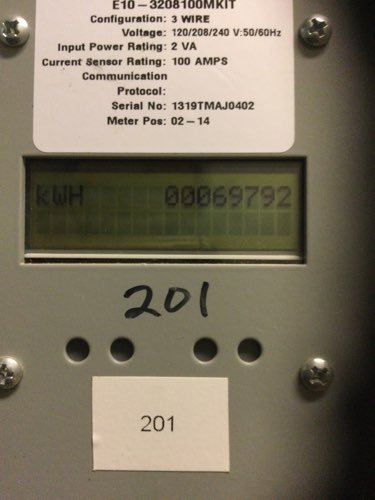 E10-3208100MKIT
Configuration: 3 WIRE
Voltage: 120/208/240 V:50/60Hz
Input Power Rating: 2 VA
Current Sensor Rating: 100 AMPS
Communication
Protocol:
Serial No: 1319TMAJ0402
Meter Pos: 02-14
kWH 00069792
201
201